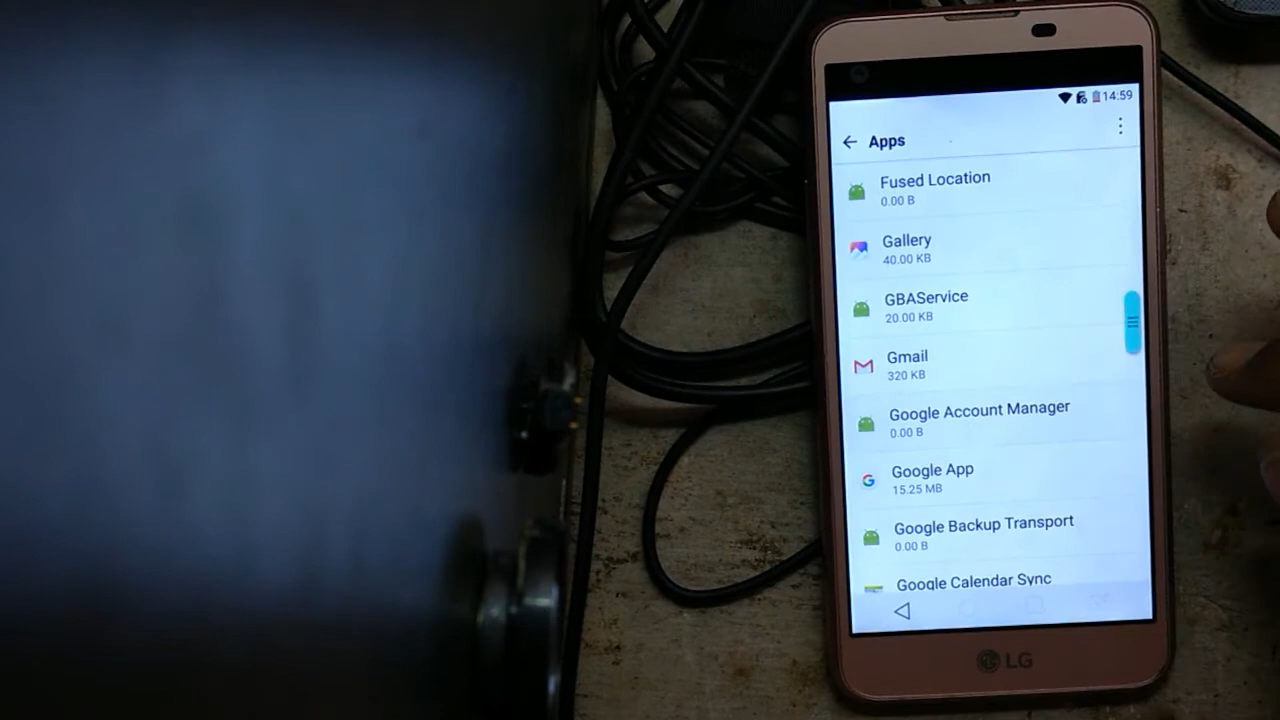 14:59
Apps
Fused Location
0.00 B
Gallery
40.00 KB
GBAService
20.00 KB
Gmail
320 KB
Google Account Manager
0.00 B
Google App
15.25 MB
Google Backup Transport
0.00 B
Google Calendar Sync
LG